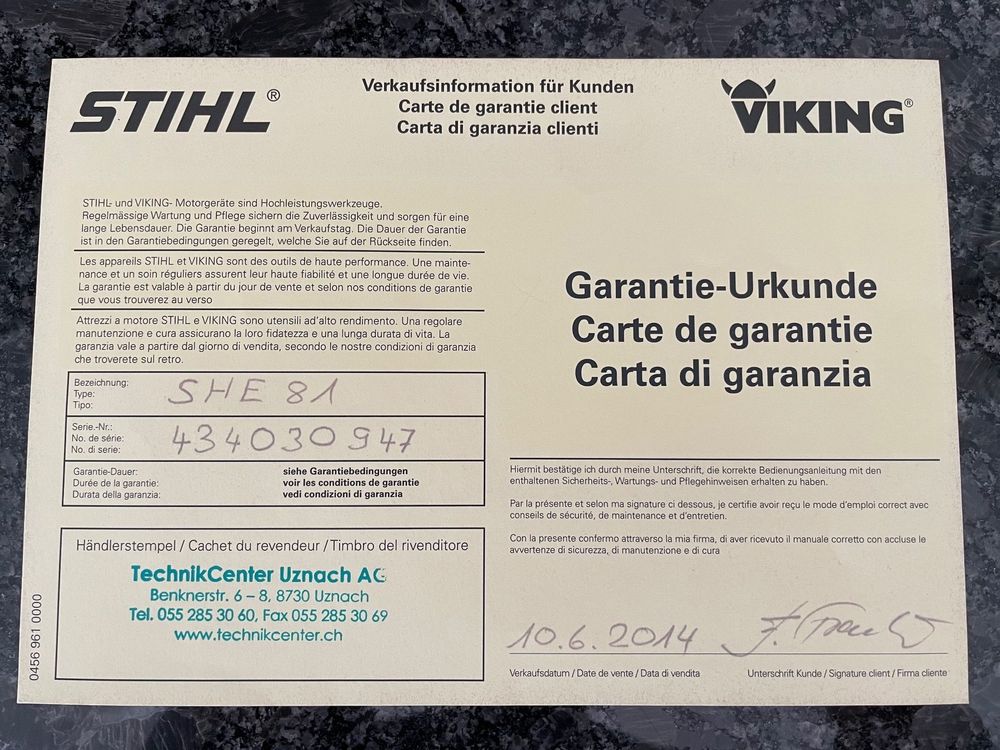 STIHL®
Verkaufsinformation für Kunden
Carte de garantie client
Carta di garanzia clienti
VIKING®
STIHL- und VIKING- Motorgeräte sind Hochleistungswerkzeuge.
Regelmässige Wartung und Pflege sichern die Zuverlässigkeit und sorgen für eine
lange Lebensdauer. Die Garantie beginnt am Verkaufstag. Die Dauer der Garantie
ist in den Garantiebedingungen geregelt, welche Sie auf der Rückseite finden.
Les appareils STIHL et VIKING sont des outils de haute performance. Une mainte-
nance et un soin réguliers assurent leur haute fiabilité et une longue durée de vie.
La garantie est valable à partir du jour de vente et selon nos conditions de garantie
que vous trouverez au verso
Attrezzi a motore STIHL e VIKING sono utensili ad'alto rendimento. Una regolare
manutenzione e cura assicurano la loro fidatezza e una lunga durata di vita. La
garanzia vale a partire dal giorno di vendita, secondo le nostre condizioni di garanzia
che troverete sul retro.
Bezeichnung:
Type:
Tipo:
SHE 81
Serie.-Nr.:
No. de série:
No. di serie:
434030947
Garantie-Dauer: siehe Garantiebedingungen
Durée de la garantie: voir les conditions de garantie
Durata della garanzia: vedi condizioni di garanzia
Händlerstempel / Cachet du revendeur / Timbro del rivenditore
TechnikCenter Uznach AG
Benknerstr. 6 – 8, 8730 Uznach
Tel. 055 285 30 60, Fax 055 285 30 69
www.technikcenter.ch
0456 961 0000
Garantie-Urkunde
Carte de garantie
Carta di garanzia
Hiermit bestätige ich durch meine Unterschrift, die korrekte Bedienungsanleitung mit den
enthaltenen Sicherheits-, Wartungs- und Pflegehinweisen erhalten zu haben.
Par la présente et selon ma signature ci dessous, je certifie avoir reçu le mode d'emploi correct avec
conseils de sécurité, de maintenance et d'entretien.
Con la presente confermo attraverso la mia firma, di aver ricevuto il manuale corretto con accluse le
avvertenze di sicurezza, di manutenzione e di cura
10.6.2014
Verkaufsdatum / Date de vente / Data di vendita
Unterschrift Kunde / Signature client / Firma cliente